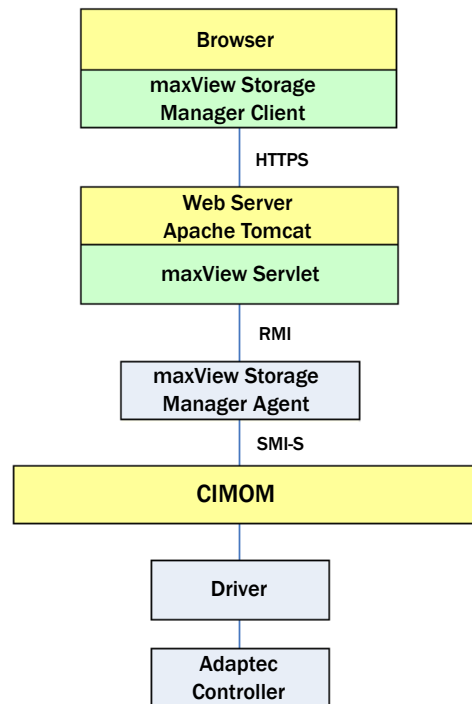 Browser
maxView Storage
Manager Client
HTTPS
Web Server
Apache Tomcat
maxView Servlet
RMI
maxView Storage
Manager Agent
SMI-S
CIMOM
Driver
Adaptec
Controller